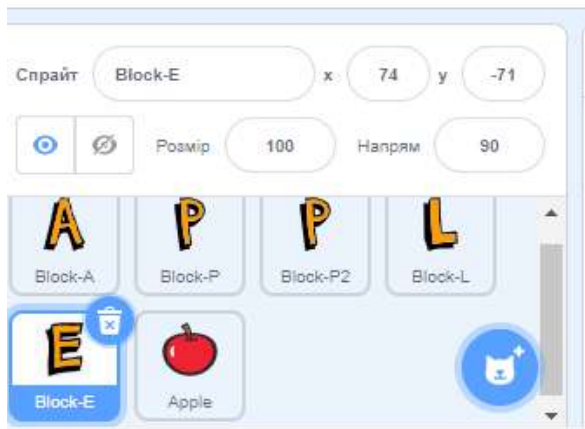 Спрайт Block-E x 74 y -71
Розмір 100 Напрям 90
A P P L
Block-A Block-P Block-P2 Block-L
E
Block-E Apple